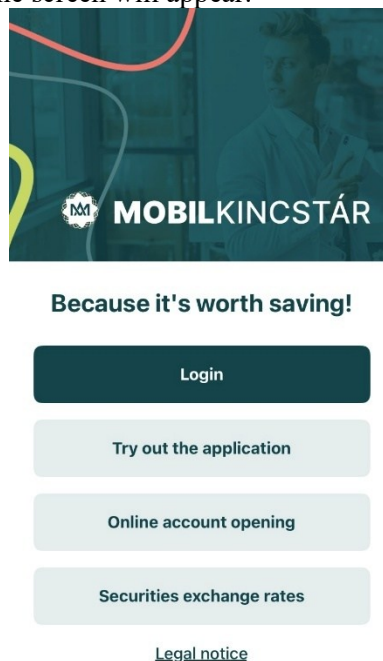 MOBILKINCSTÁR
Because it's worth saving!
Login
Try out the application
Online account opening
Securities exchange rates
Legal notice